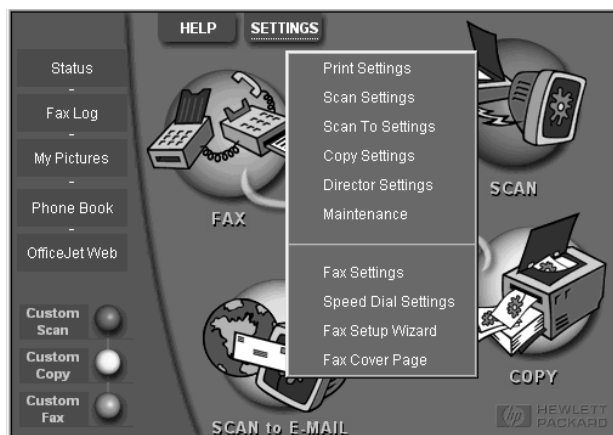 HELP
SETTINGS
Status
Fax Log
My Pictures
Phone Book
OfficeJet Web
Custom
Scan
Custom
Copy
Custom
Fax
Print Settings
Scan Settings
Scan To Settings
Copy Settings
Director Settings
Maintenance
Fax Settings
Speed Dial Settings
Fax Setup Wizard
Fax Cover Page
FAX
SCAN
SCAN to E-MAIL
COPY
hp HEWLETT
PACKARD